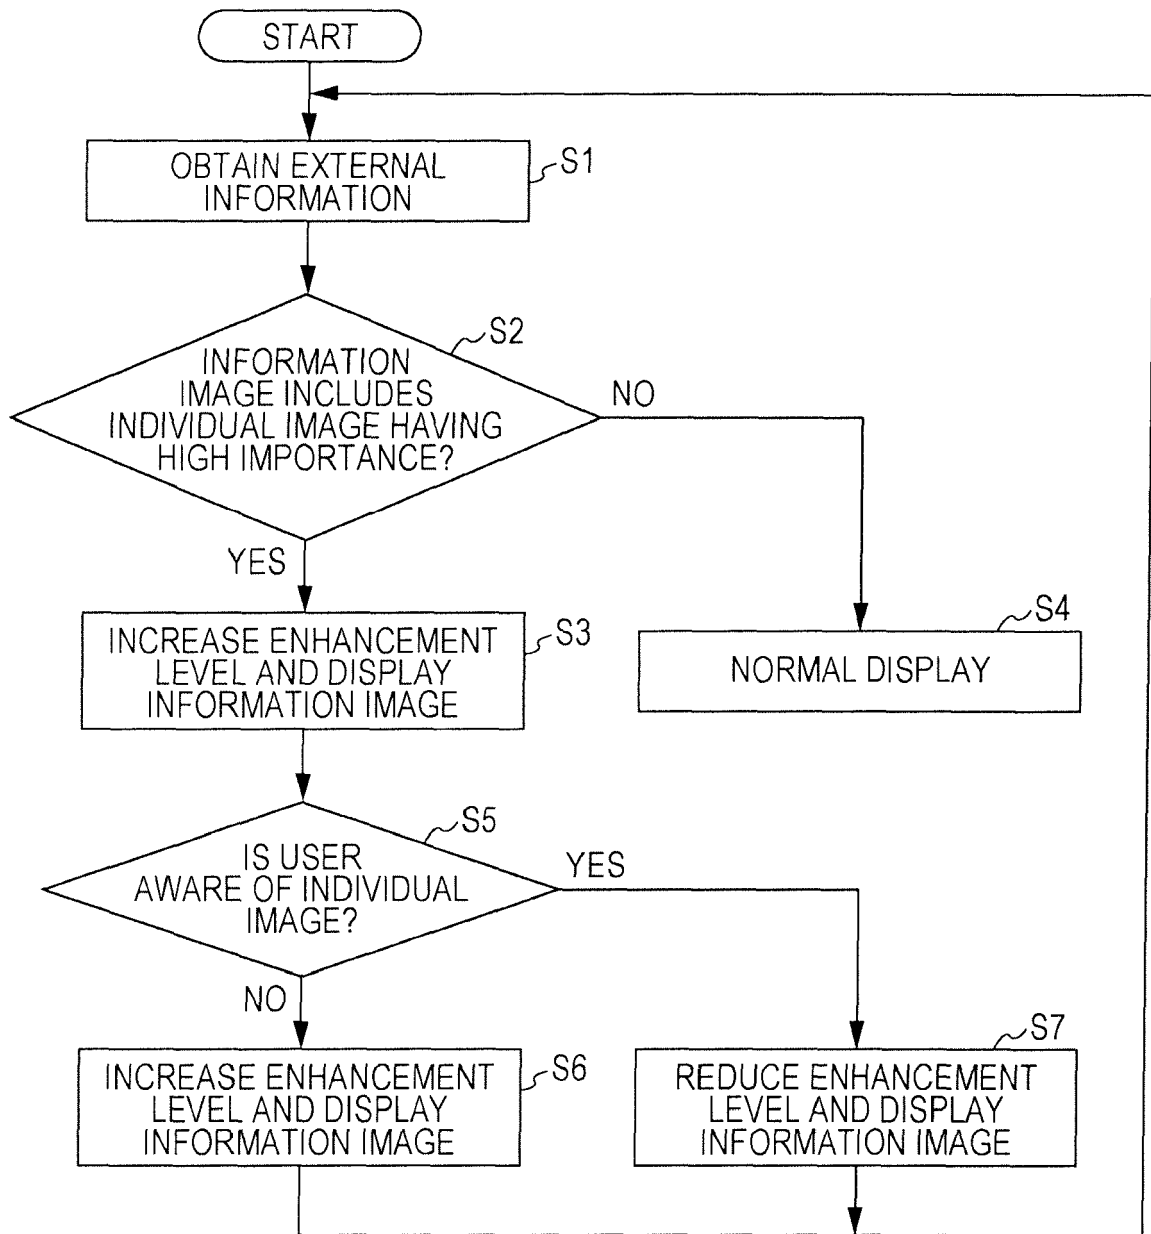 START
OBTAIN EXTERNAL
INFORMATION
S1
S2
INFORMATION
IMAGE INCLUDES
INDIVIDUAL IMAGE HAVING
HIGH IMPORTANCE?
NO
YES
INCREASE ENHANCEMENT
LEVEL AND DISPLAY
INFORMATION IMAGE
S3
S4
NORMAL DISPLAY
S5
IS USER
AWARE OF INDIVIDUAL
IMAGE?
YES
NO
INCREASE ENHANCEMENT
LEVEL AND DISPLAY
INFORMATION IMAGE
S6
S7
REDUCE ENHANCEMENT
LEVEL AND DISPLAY
INFORMATION IMAGE